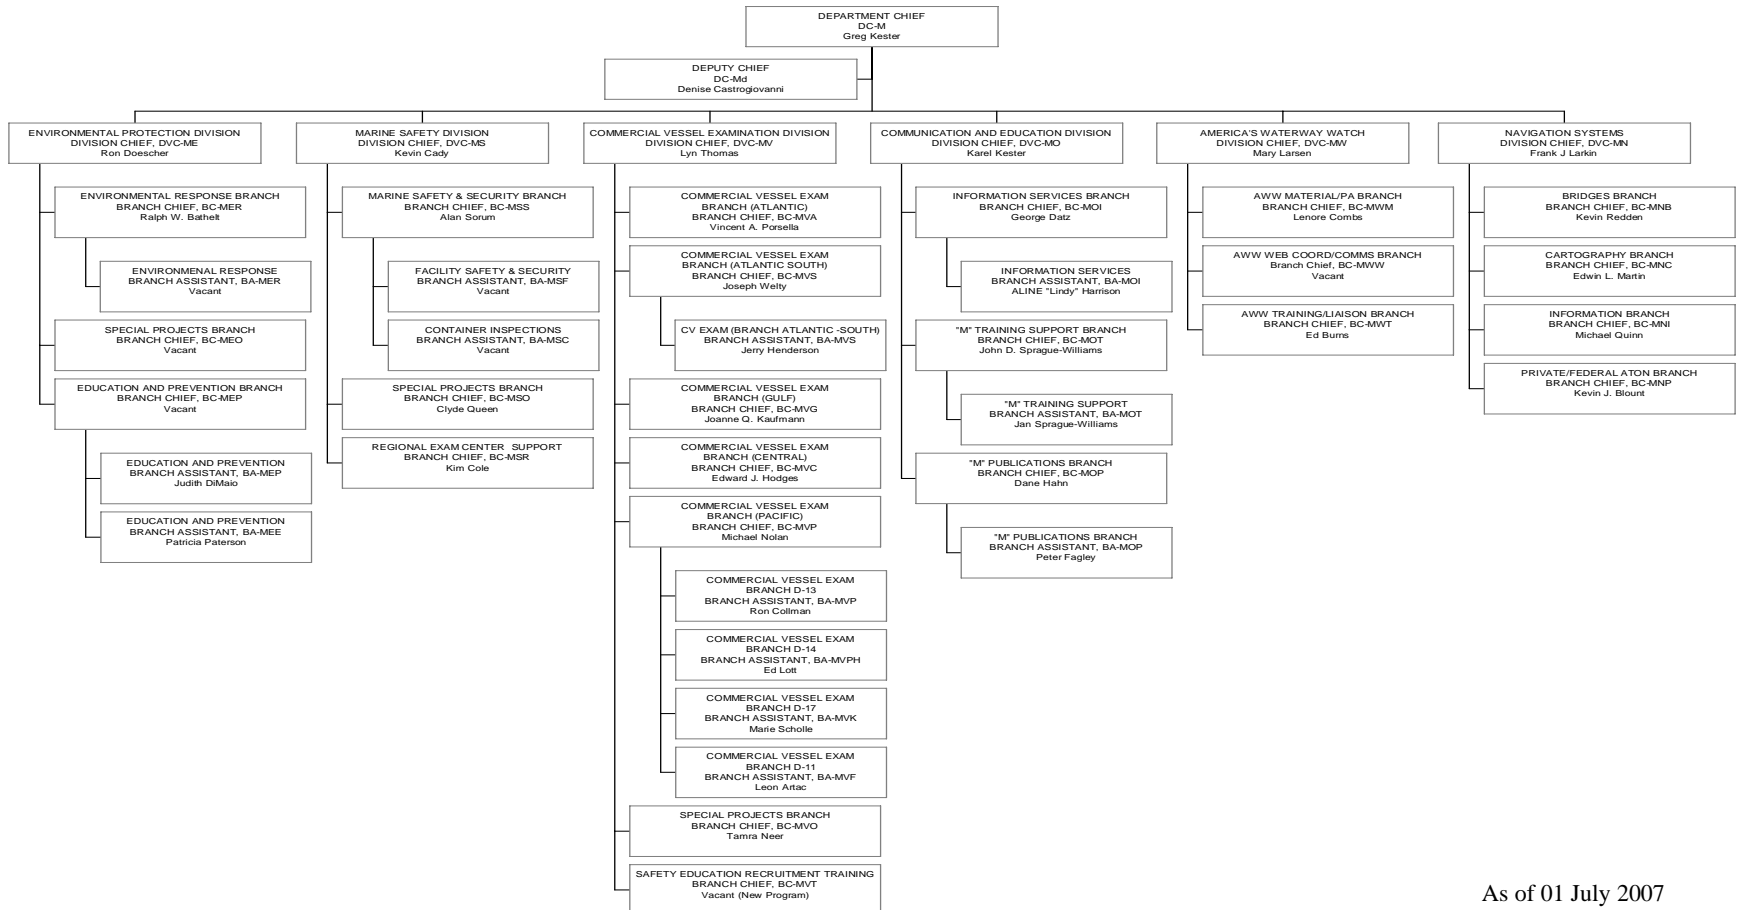 DEPARTMENT CHIEF
DC-M
Greg Kester
DEPUTY CHIEF
DC-Md
Denise Castrogiovanni
ENVIRONMENTAL PROTECTION DIVISION
DIVISION CHIEF, DVC-ME
Ron Doescher
ENVIRONMENTAL RESPONSE BRANCH
BRANCH CHIEF, BC-MER
Ralph W. Bathelt
ENVIRONMENAL RESPONSE
BRANCH ASSISTANT, BA-MER
Vacant
SPECIAL PROJECTS BRANCH
BRANCH CHIEF, BC-MEO
Vacant
EDUCATION AND PREVENTION BRANCH
BRANCH CHIEF, BC-MEP
Vacant
EDUCATION AND PREVENTION
BRANCH ASSISTANT, BA-MEP
Judith DiMaio
EDUCATION AND PREVENTION
BRANCH ASSISTANT, BA-MEE
Patricia Paterson
MARINE SAFETY DIVISION
DIVISION CHIEF, DVC-MS
Kevin Cady
MARINE SAFETY & SECURITY BRANCH
BRANCH CHIEF, BC-MSS
Alan Sorum
FACILITY SAFETY & SECURITY
BRANCH ASSISTANT, BA-MSF
Vacant
CONTAINER INSPECTIONS
BRANCH ASSISTANT, BA-MSC
Vacant
SPECIAL PROJECTS BRANCH
BRANCH CHIEF, BC-MSO
Clyde Queen
REGIONAL EXAM CENTER SUPPORT
BRANCH CHIEF, BC-MSR
Kim Cole
COMMERCIAL VESSEL EXAMINATION DIVISION
DIVISION CHIEF, DVC-MV
Lyn Thomas
COMMERCIAL VESSEL EXAM
BRANCH (ATLANTIC)
BRANCH CHIEF, BC-MVA
Vincent A. Porsella
COMMERCIAL VESSEL EXAM
BRANCH (ATLANTIC SOUTH)
BRANCH CHIEF, BC-MVS
Joseph Welty
CV EXAM (BRANCH ATLANTIC -SOUTH)
BRANCH ASSISTANT, BA-MVS
Jerry Henderson
COMMERCIAL VESSEL EXAM
BRANCH (GULF)
BRANCH CHIEF, BC-MVG
Joanne Q. Kaufmann
COMMERCIAL VESSEL EXAM
BRANCH (CENTRAL)
BRANCH CHIEF, BC-MVC
Edward J. Hodges
COMMERCIAL VESSEL EXAM
BRANCH (PACIFIC)
BRANCH CHIEF, BC-MVP
Michael Nolan
COMMERCIAL VESSEL EXAM
BRANCH D-13
BRANCH ASSISTANT, BA-MVP
Ron Collman
COMMERCIAL VESSEL EXAM
BRANCH D-14
BRANCH ASSISTANT, BA-MVPH
Ed Lott
COMMERCIAL VESSEL EXAM
BRANCH D-17
BRANCH ASSISTANT, BA-MVK
Marie Scholle
COMMERCIAL VESSEL EXAM
BRANCH D-11
BRANCH ASSISTANT, BA-MVF
Leon Artac
SPECIAL PROJECTS BRANCH
BRANCH CHIEF, BC-MVO
Tamra Neer
SAFETY EDUCATION RECRUITMENT TRAINING
BRANCH CHIEF, BC-MVT
Vacant (New Program)
COMMUNICATION AND EDUCATION DIVISION
DIVISION CHIEF, DVC-MO
Karel Kester
INFORMATION SERVICES BRANCH
BRANCH CHIEF, BC-MOI
George Datz
INFORMATION SERVICES
BRANCH ASSISTANT, BA-MOI
ALINE "Lindy" Harrison
"M" TRAINING SUPPORT BRANCH
BRANCH CHIEF, BC-MOT
John D. Sprague-Williams
"M" TRAINING SUPPORT
BRANCH ASSISTANT, BA-MOT
Jan Sprague-Williams
"M" PUBLICATIONS BRANCH
BRANCH CHIEF, BC-MOP
Dane Hahn
"M" PUBLICATIONS BRANCH
BRANCH ASSISTANT, BA-MOP
Peter Fagley
AMERICA'S WATERWAY WATCH
DIVISION CHIEF, DVC-MW
Mary Larsen
AWW MATERIAL/PA BRANCH
BRANCH CHIEF, BC-MWM
Lenore Combs
AWW WEB COORD/COMMS BRANCH
Branch Chief, BC-MWW
Vacant
AWW TRAINING/LIAISON BRANCH
BRANCH CHIEF, BC-MWT
Ed Burns
NAVIGATION SYSTEMS
DIVISION CHIEF, DVC-MN
Frank J Larkin
BRIDGES BRANCH
BRANCH CHIEF, BC-MNB
Kevin Redden
CARTOGRAPHY BRANCH
BRANCH CHIEF, BC-MNC
Edwin L. Martin
INFORMATION BRANCH
BRANCH CHIEF, BC-MNI
Michael Quinn
PRIVATE/FEDERAL ATON BRANCH
BRANCH CHIEF, BC-MNP
Kevin J. Blount
As of 01 July 2007